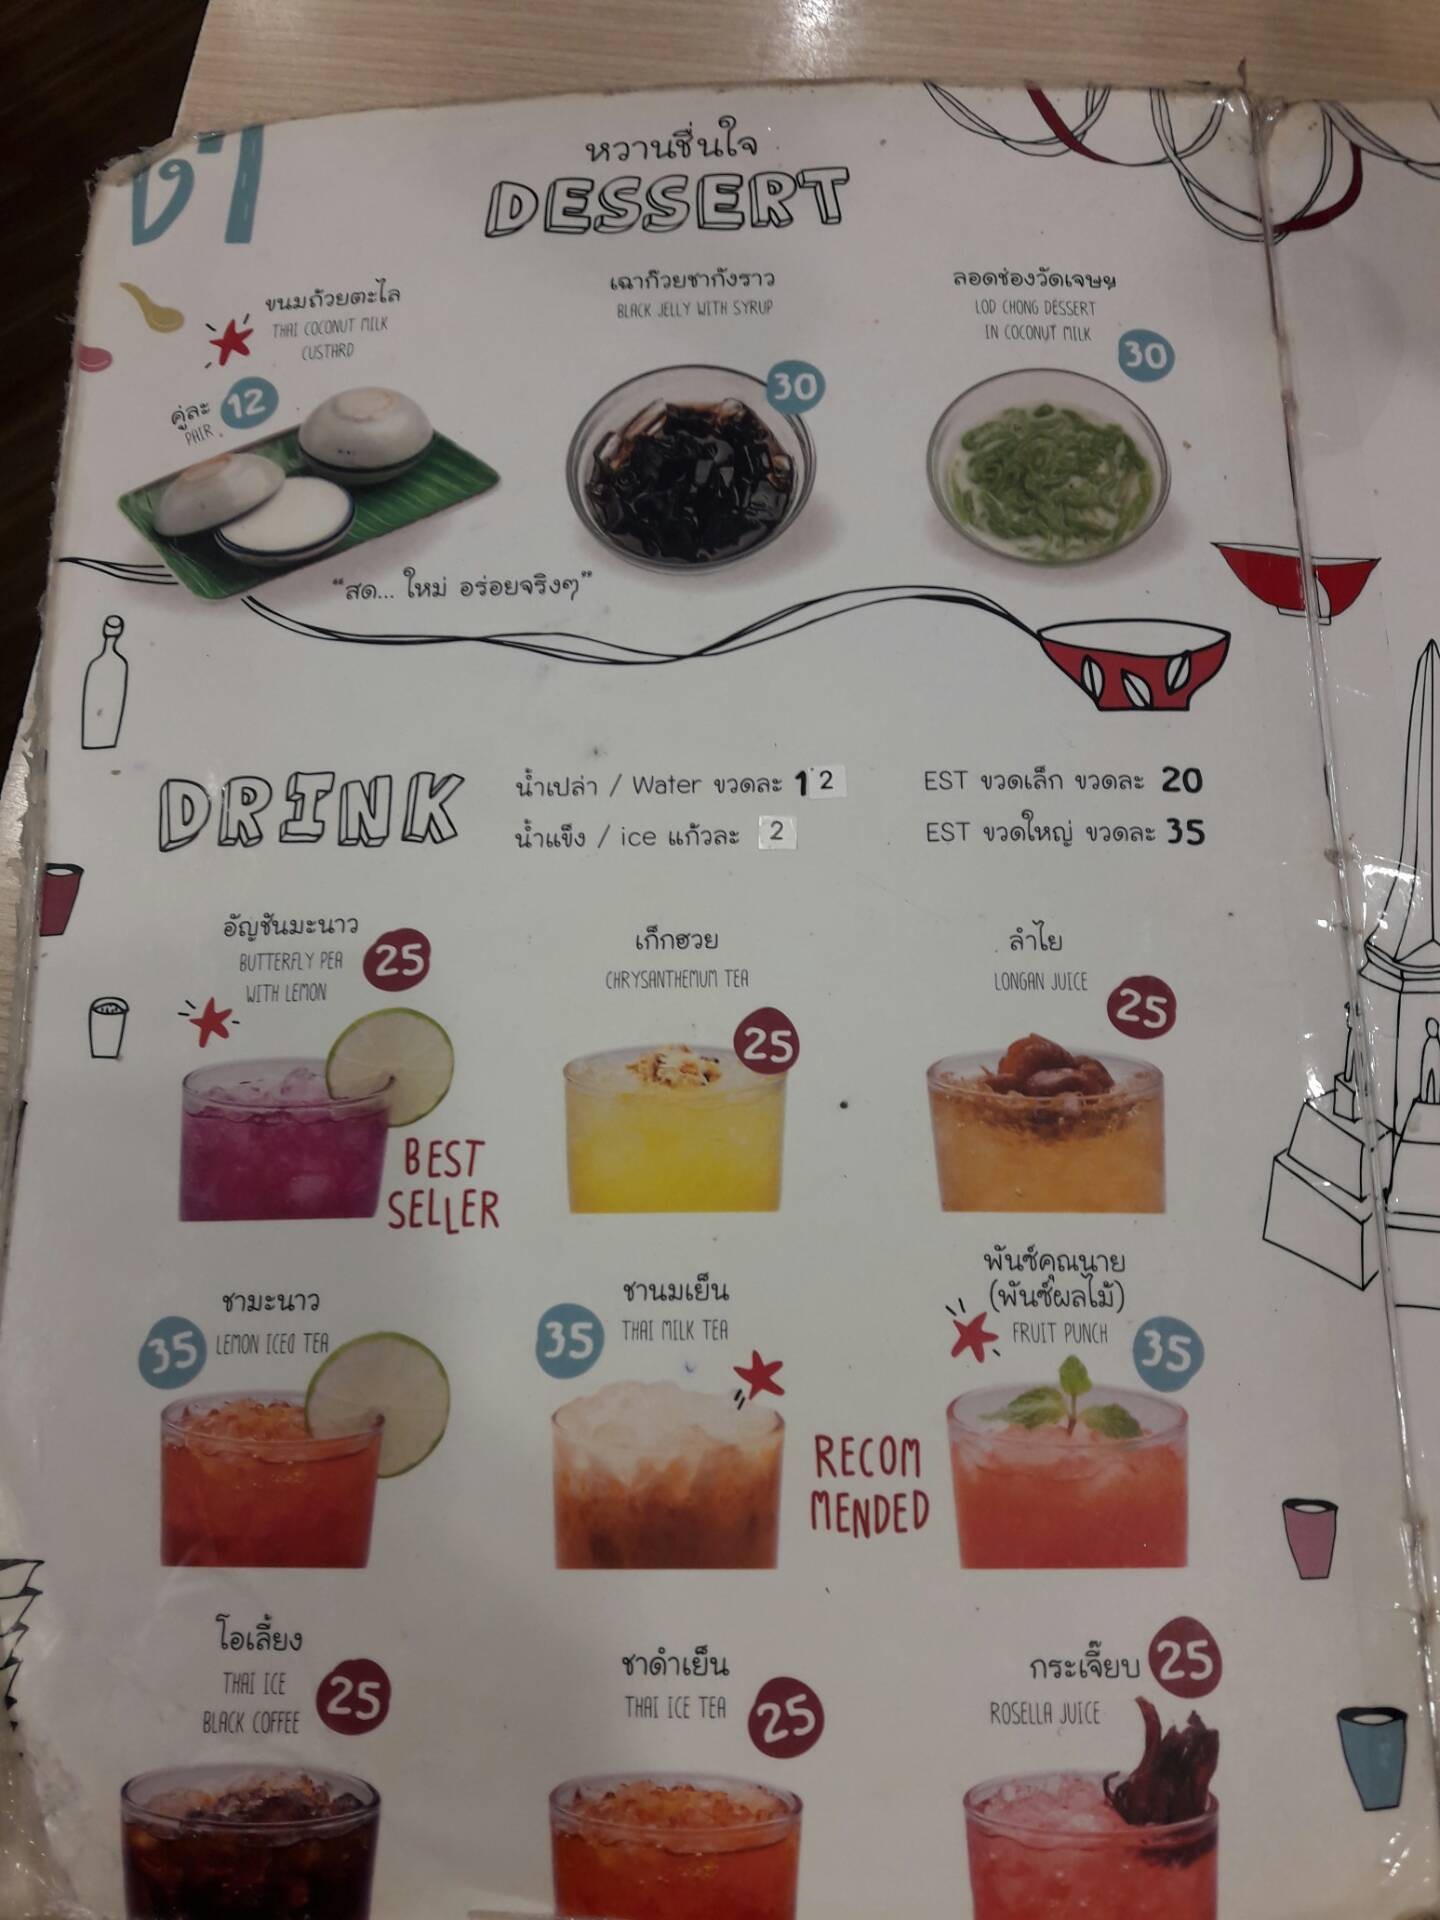 หวานชื่นใจ
DESSERT
ขนมถ้วยตะไล
THAI COCONUT MILK
CUSTARD
คู่ละ 12
PAIR
เฉาก๊วยชากังราว
BLACK JELLY WITH SYRUP
30
ลอดช่องวัดเจษฯ
LOD CHONG DESSERT
IN COCONUT MILK
30
“สด... ใหม่ อร่อยจริงๆ”
DRINK
น้ำเปล่า / Water ขวดละ 12
น้ำแข็ง / ice แก้วละ 2
EST ขวดเล็ก ขวดละ 20
EST ขวดใหญ่ ขวดละ 35
อัญชันมะนาว
BUTTERFLY PEA
WITH LEMON
25
BEST
SELLER
เก็กฮวย
CHRYSANTHEMUM TEA
25
ลำไย
LONGAN JUICE
25
ชามะนาว
35 LEMON ICED TEA
ชานมเย็น
35 THAI MILK TEA
พันซ์คุณนาย
(พันซ์ผลไม้)
FRUIT PUNCH 35
RECOM
MENDED
โอเลี้ยง
THAI ICE
BLACK COFFEE
25
ชาดำเย็น
THAI ICE TEA
25
กระเจี๊ยบ 25
ROSELLA JUICE